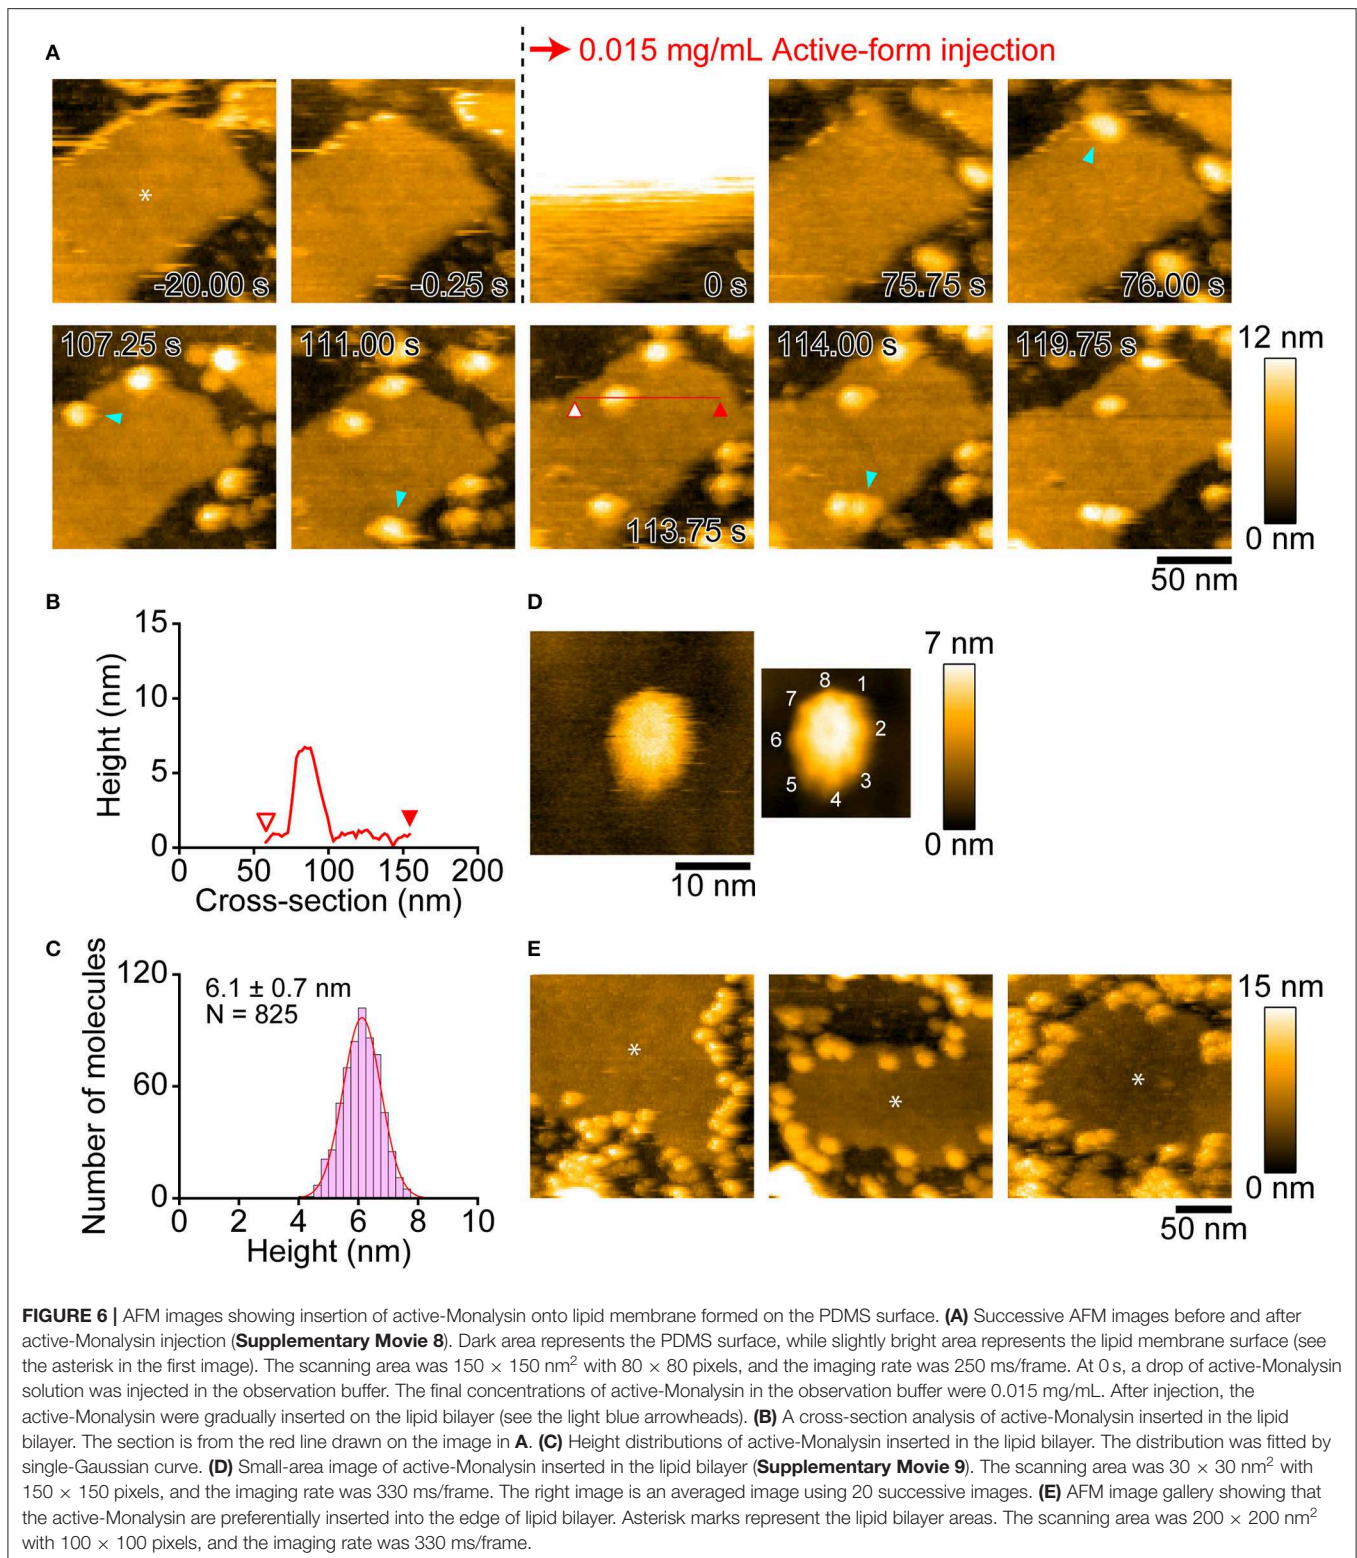 A
0.015 mg/mL Active-form injection
-20.00 s
-0.25 s
0 s
75.75 s
76.00 s
107.25 s
111.00 s
113.75 s
114.00 s
119.75 s
12 nm
0 nm
50 nm
B
15
10
5
0
Height (nm)
0 50 100 150 200
Cross-section (nm)
D
8 1
7
2
6
5 3
4
7 nm
0 nm
10 nm
C
120
60
0
Number of molecules
6.1 ± 0.7 nm
N = 825
0 2 4 6 8 10
Height (nm)
E
*
*
*
15 nm
0 nm
50 nm
FIGURE 6 | AFM images showing insertion of active-Monalysin onto lipid membrane formed on the PDMS surface. (A) Successive AFM images before and after
active-Monalysin injection (Supplementary Movie 8). Dark area represents the PDMS surface, while slightly bright area represents the lipid membrane surface (see
the asterisk in the first image). The scanning area was 150 × 150 nm² with 80 × 80 pixels, and the imaging rate was 250 ms/frame. At 0 s, a drop of active-Monalysin
solution was injected in the observation buffer. The final concentrations of active-Monalysin in the observation buffer were 0.015 mg/mL. After injection, the
active-Monalysin were gradually inserted on the lipid bilayer (see the light blue arrowheads). (B) A cross-section analysis of active-Monalysin inserted in the lipid
bilayer. The section is from the red line drawn on the image in A. (C) Height distributions of active-Monalysin inserted in the lipid bilayer. The distribution was fitted by
single-Gaussian curve. (D) Small-area image of active-Monalysin inserted in the lipid bilayer (Supplementary Movie 9). The scanning area was 30 × 30 nm² with
150 × 150 pixels, and the imaging rate was 330 ms/frame. The right image is an averaged image using 20 successive images. (E) AFM image gallery showing that
the active-Monalysin are preferentially inserted into the edge of lipid bilayer. Asterisk marks represent the lipid bilayer areas. The scanning area was 200 × 200 nm²
with 100 × 100 pixels, and the imaging rate was 330 ms/frame.